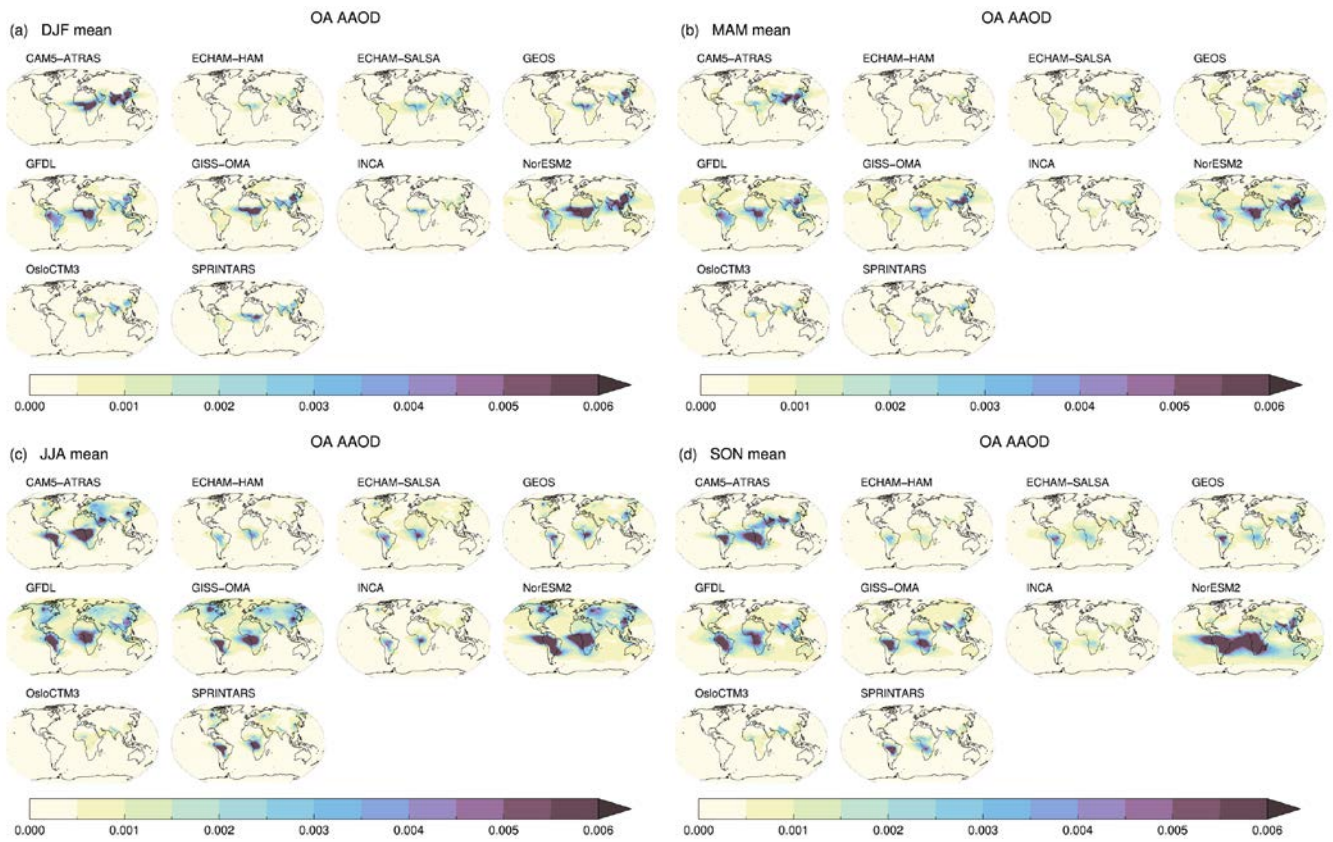 OA AAOD
(a) DJF mean
CAM5-ATRAS ECHAM-HAM ECHAM-SALSA GEOS
GFDL GISS-OMA INCA NorESM2
OsloCTM3 SPRINTARS
0.000 0.001 0.002 0.003 0.004 0.005 0.006
OA AAOD
(b) MAM mean
CAM5-ATRAS ECHAM-HAM ECHAM-SALSA GEOS
GFDL GISS-OMA INCA NorESM2
OsloCTM3 SPRINTARS
0.000 0.001 0.002 0.003 0.004 0.005 0.006
OA AAOD
(c) JJA mean
CAM5-ATRAS ECHAM-HAM ECHAM-SALSA GEOS
GFDL GISS-OMA INCA NorESM2
OsloCTM3 SPRINTARS
0.000 0.001 0.002 0.003 0.004 0.005 0.006
OA AAOD
(d) SON mean
CAM5-ATRAS ECHAM-HAM ECHAM-SALSA GEOS
GFDL GISS-OMA INCA NorESM2
OsloCTM3 SPRINTARS
0.000 0.001 0.002 0.003 0.004 0.005 0.006